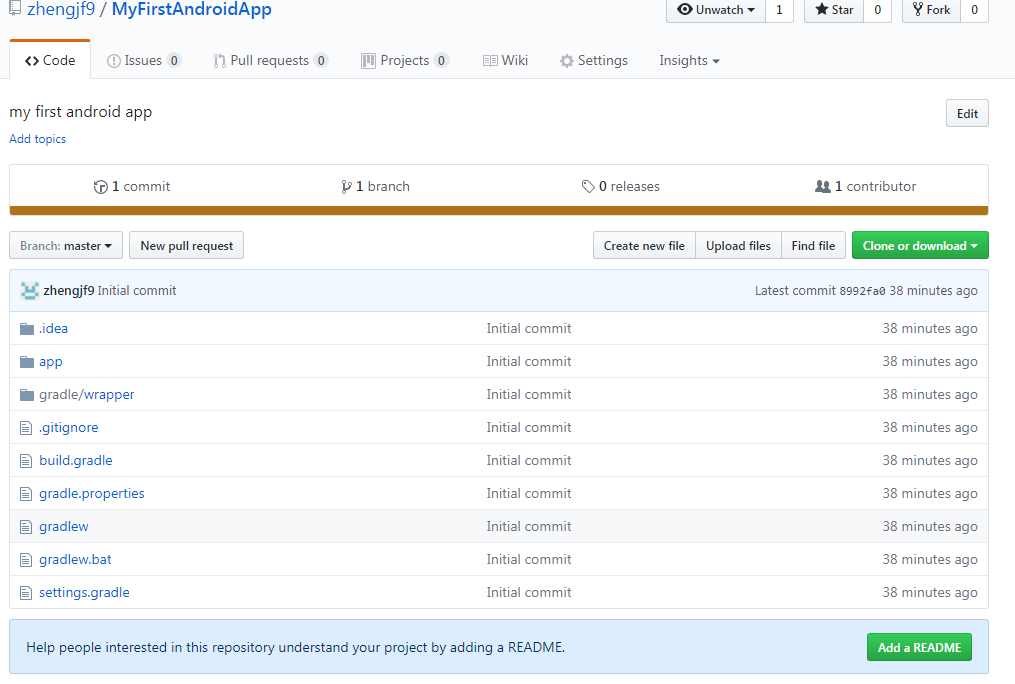 zhengjf9 / MyFirstAndroidApp Unwatch 1 Star 0 Fork 0
Code Issues 0 Pull requests 0 Projects 0 Wiki Settings Insights
my first android app Edit
Add topics
1 commit 1 branch 0 releases 1 contributor
Branch: master New pull request Create new file Upload files Find file Clone or download
zhengjf9 Initial commit Latest commit 8992fa0 38 minutes ago
.idea Initial commit 38 minutes ago
app Initial commit 38 minutes ago
gradle/wrapper Initial commit 38 minutes ago
.gitignore Initial commit 38 minutes ago
build.gradle Initial commit 38 minutes ago
gradle.properties Initial commit 38 minutes ago
gradlew Initial commit 38 minutes ago
gradlew.bat Initial commit 38 minutes ago
settings.gradle Initial commit 38 minutes ago
Help people interested in this repository understand your project by adding a README. Add a README